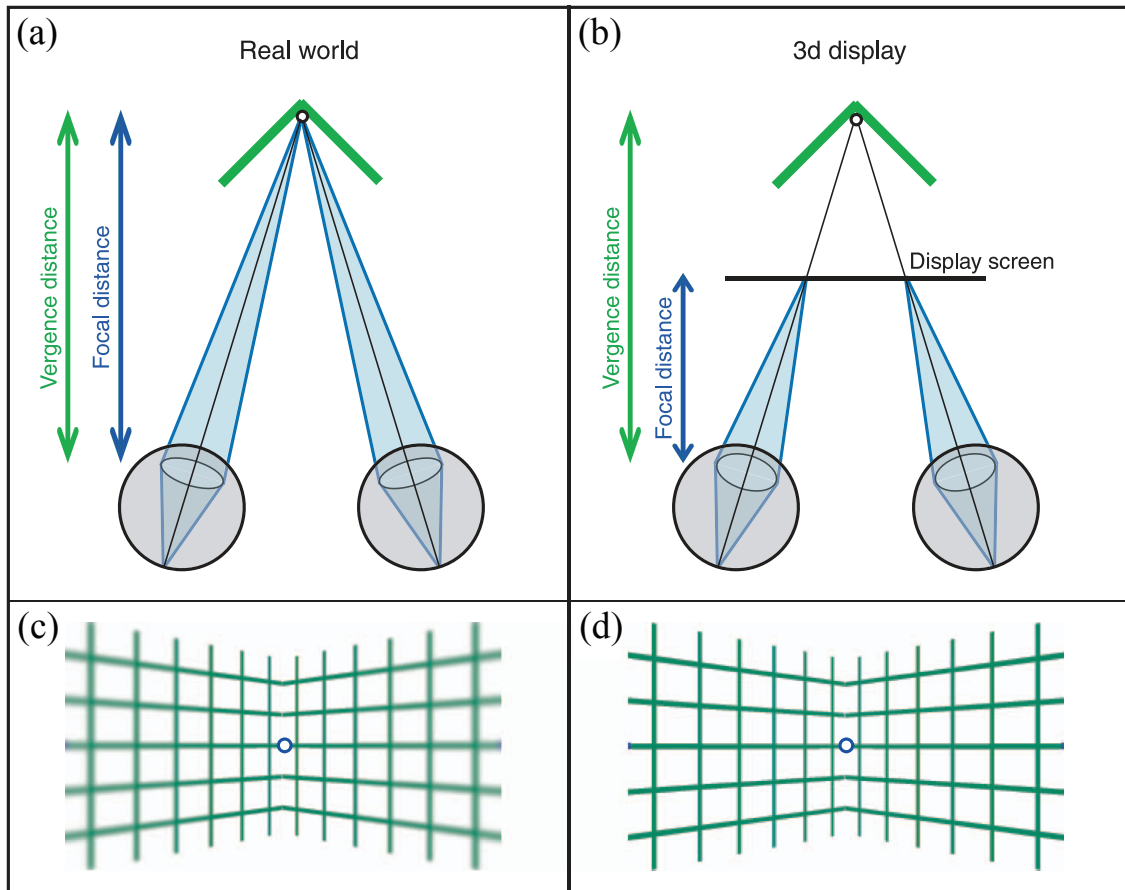 (a)
Real world
Vergence distance
Focal distance
(b)
3d display
Vergence distance
Focal distance
Display screen
(c)
(d)